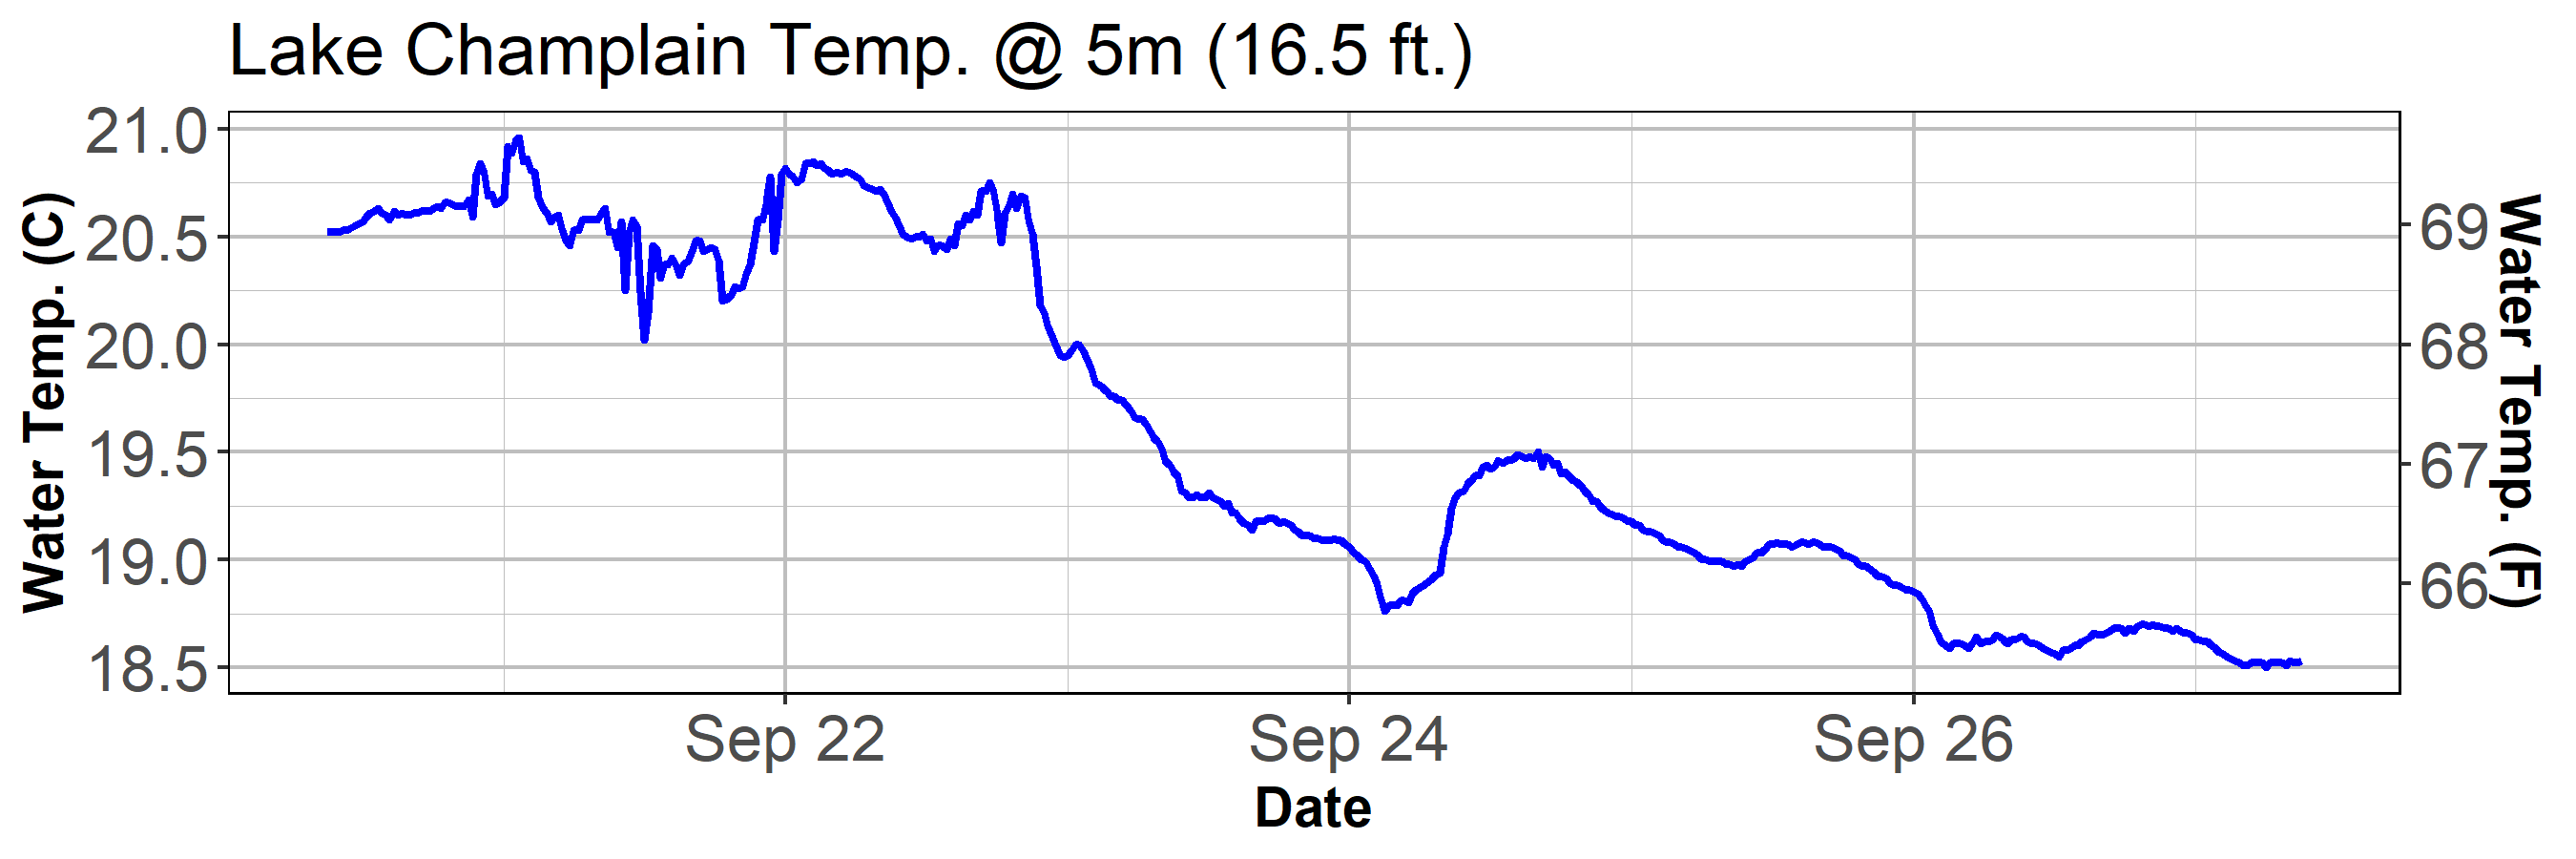 Lake Champlain Temp. @ 5m (16.5 ft.)
Water Temp. (C)
21.0
20.5
20.0
19.5
19.0
18.5
69
68
67
66
Water Temp. (F)
Sep 22
Sep 24
Sep 26
Date